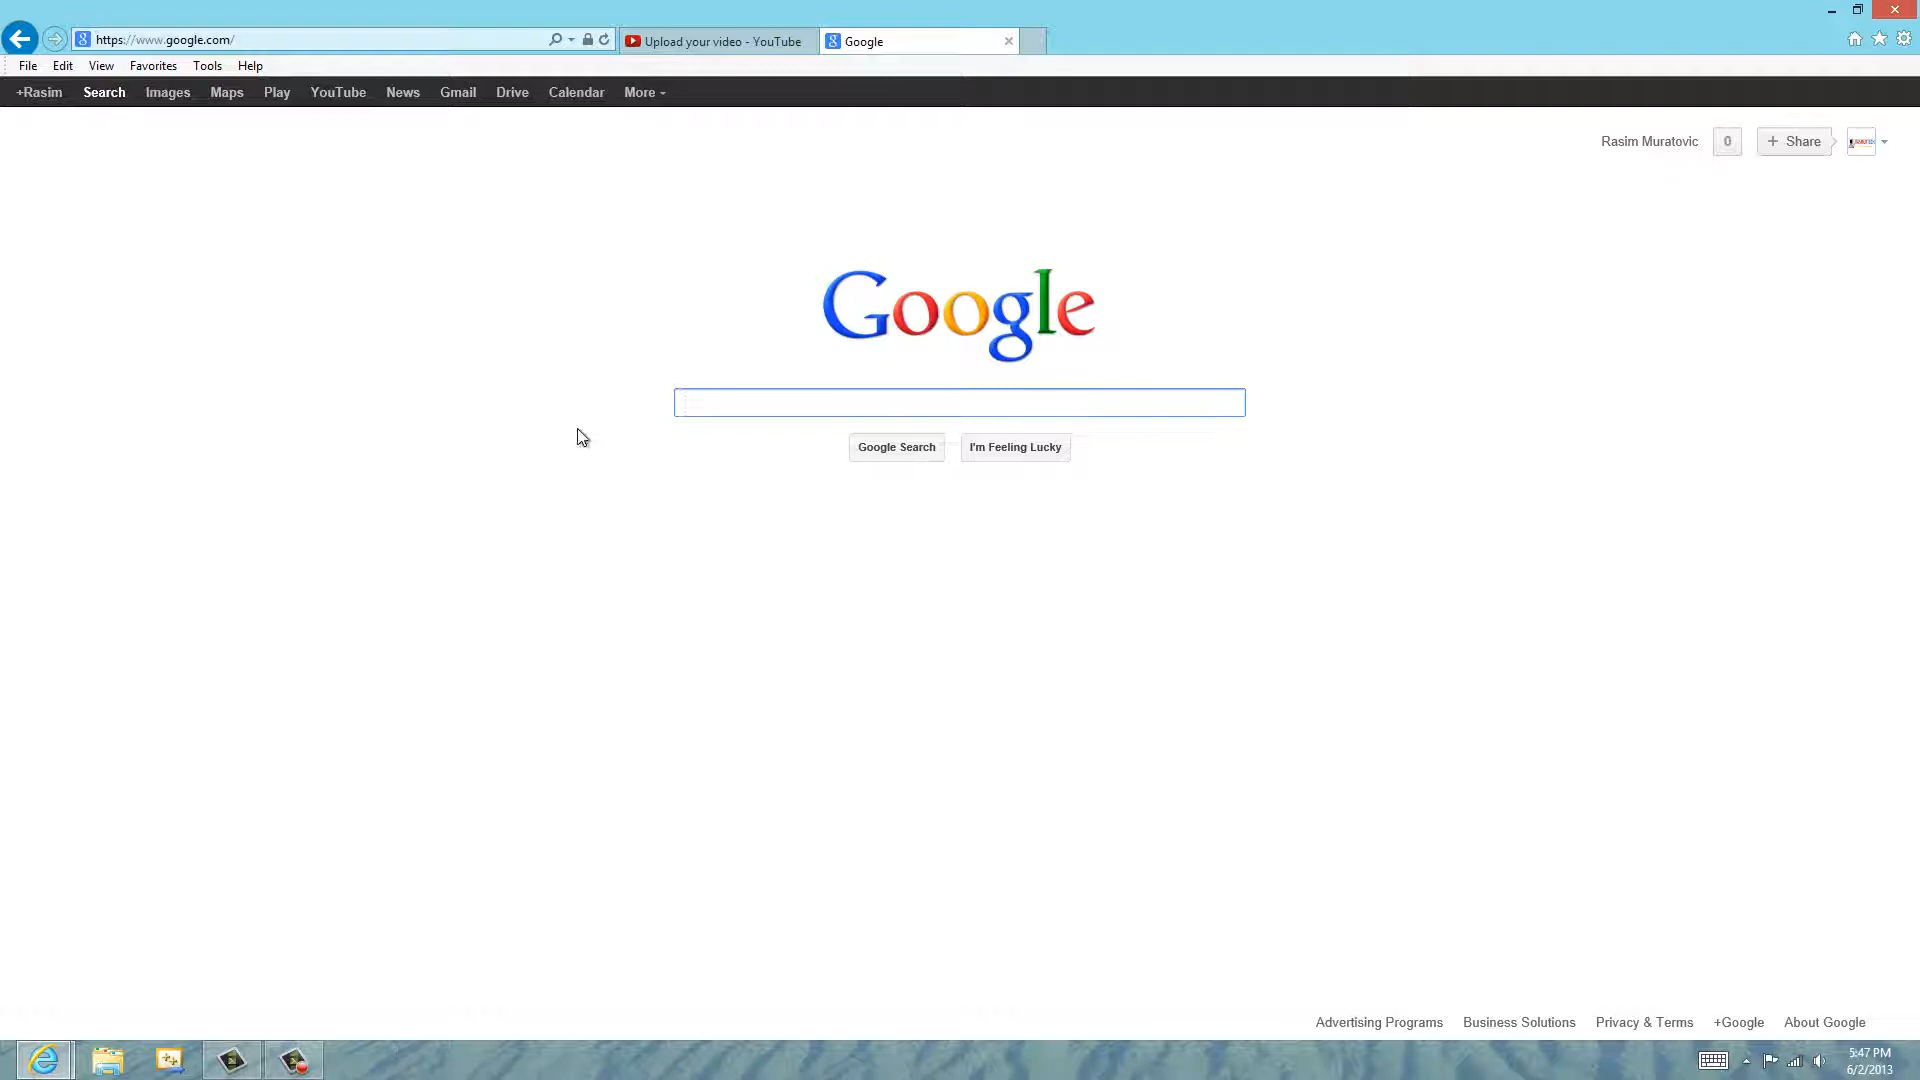 https://www.google.com/
Upload your video - YouTube
Google
File Edit View Favorites Tools Help
+Rasim Search Images Maps Play YouTube News Gmail Drive Calendar More
Rasim Muratovic 0 + Share
Google
Google Search I'm Feeling Lucky
Advertising Programs Business Solutions Privacy & Terms +Google About Google
5:47 PM
6/2/2013